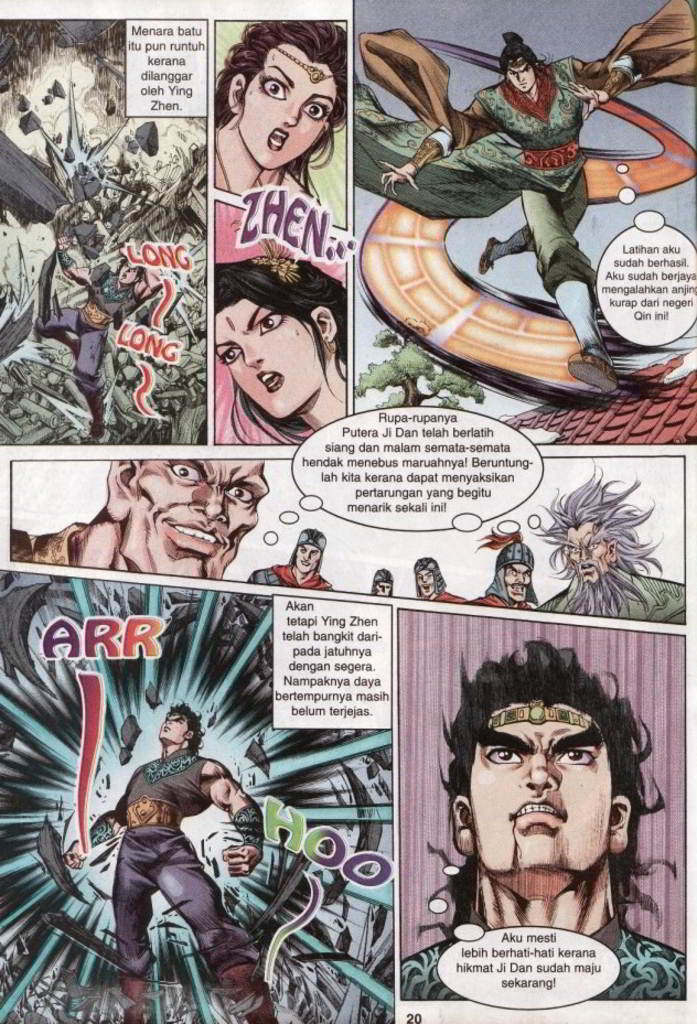 Menara batu
itu pun runtuh
kerana
dilanggar
oleh Ying
Zhen.
LONG
LONG
ZHEN...
Latihan aku
sudah berhasil.
Aku sudah berjaya
mengalahkan anjing
kurap dari negeri
Qin ini!
Rupa-rupanya
Putera Ji Dan telah berlatih
siang dan malam semata-semata
hendak menebus maruahnya! Beruntung-
lah kita kerana dapat menyaksikan
pertarungan yang begitu
menarik sekali ini!
ARR
Akan
tetapi Ying Zhen
telah bangkit dari-
pada jatuhnya
dengan segera.
Nampaknya daya
bertempurnya masih
belum terjejas.
HOO
Aku mesti
lebih berhati-hati kerana
hikmat Ji Dan sudah maju
sekarang!
20